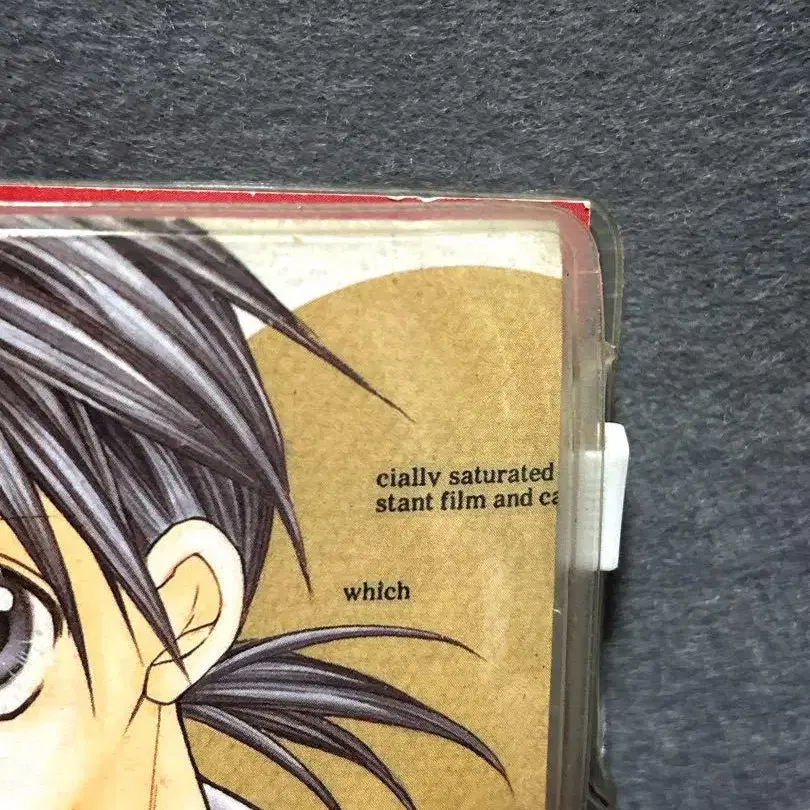 cially saturated
stant film and ca
which